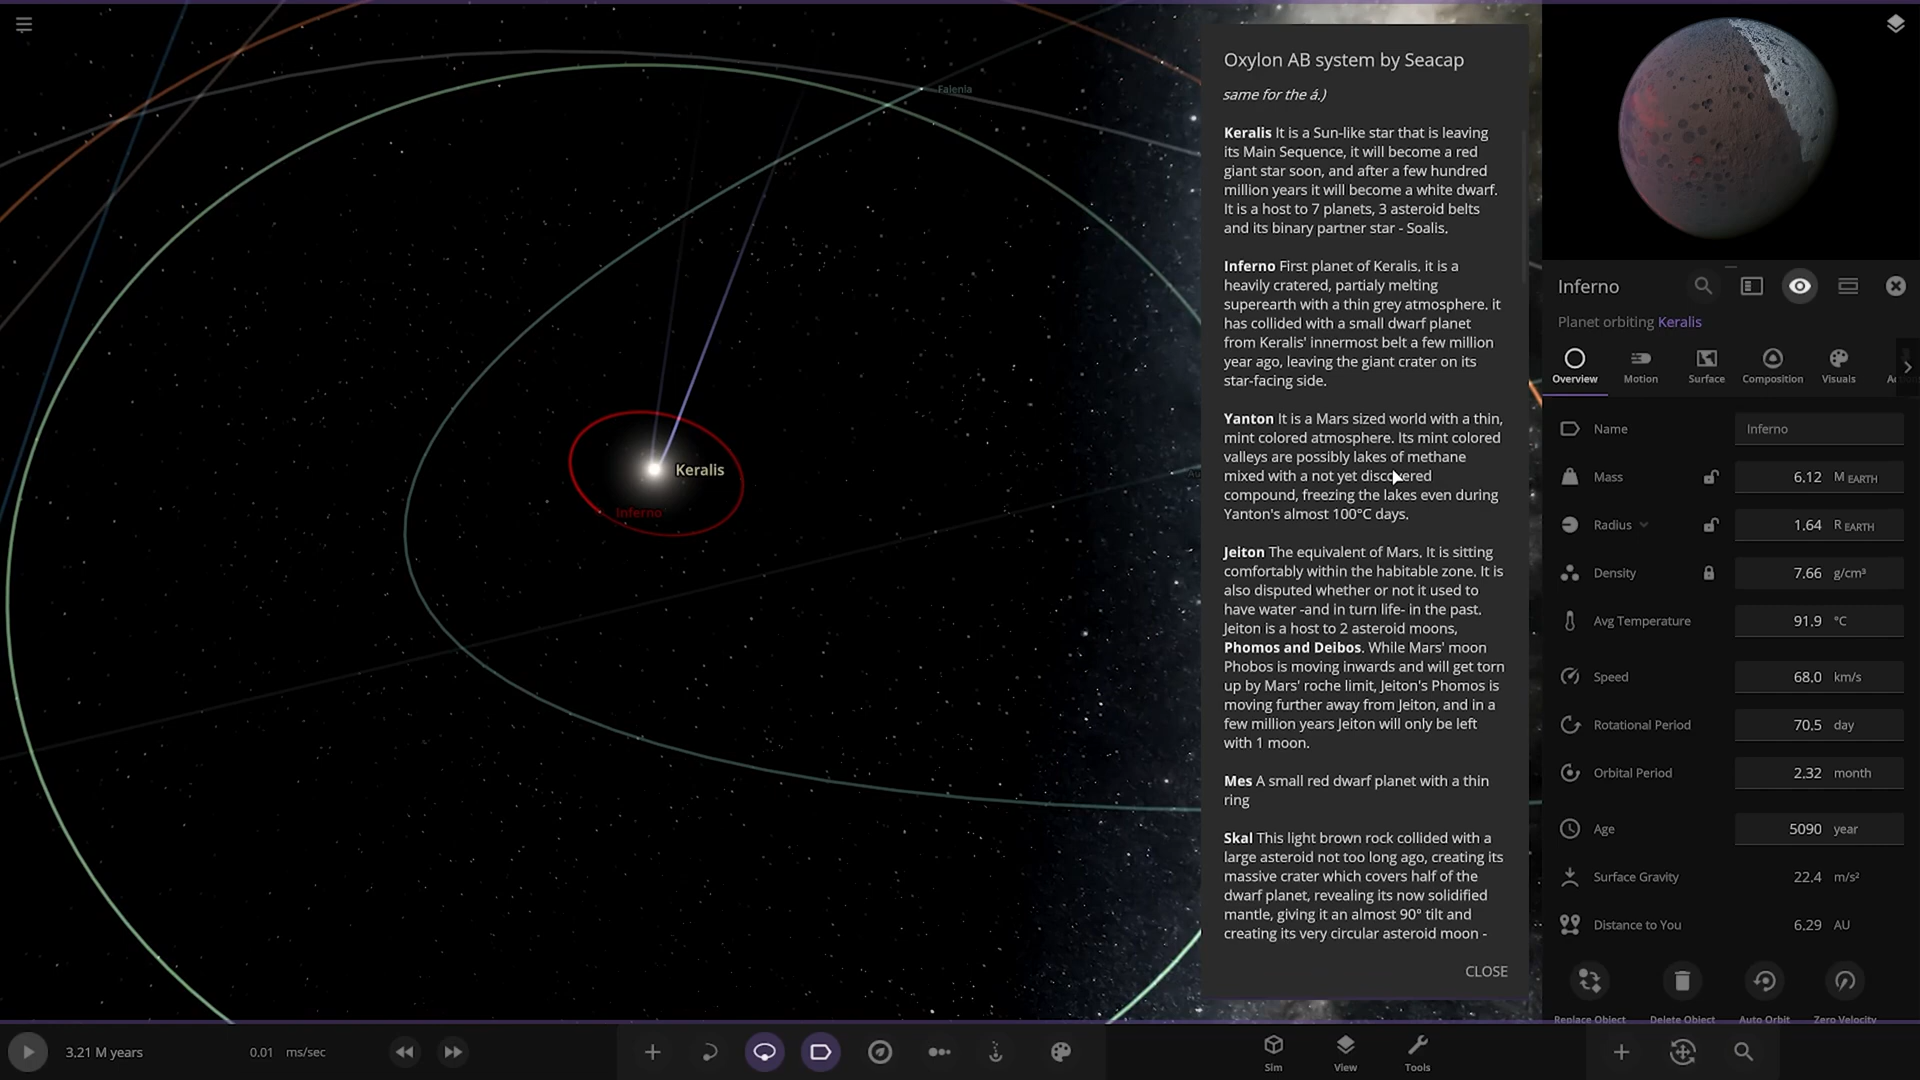 Falenla
Keralis
Inferno
Oxylon AB system by Seacap
same for the á.)
Keralis It is a Sun-like star that is leaving
its Main Sequence, it will become a red
giant star soon, and after a few hundred
million years it will become a white dwarf.
It is a host to 7 planets, 3 asteroid belts
and its binary partner star - Soalis.
Inferno First planet of Keralis. it is a
heavily cratered, partialy melting
superearth with a thin grey atmosphere. it
has collided with a small dwarf planet
from Keralis' innermost belt a few million
year ago, leaving the giant crater on its
star-facing side.
Yanton It is a Mars sized world with a thin,
mint colored atmosphere. Its mint colored
valleys are possibly lakes of methane
mixed with a not yet discovered
compound, freezing the lakes even during
Yanton's almost 100°C days.
Jeiton The equivalent of Mars. It is sitting
comfortably within the habitable zone. It is
also disputed whether or not it used to
have water -and in turn life- in the past.
Jeiton is a host to 2 asteroid moons,
Phomos and Deibos. While Mars' moon
Phobos is moving inwards and will get torn
up by Mars' roche limit, Jeiton's Phomos is
moving further away from Jeiton, and in a
few million years Jeiton will only be left
with 1 moon.
Mes A small red dwarf planet with a thin
ring
Skal This light brown rock collided with a
large asteroid not too long ago, creating its
massive crater which covers half of the
dwarf planet, revealing its now solidified
mantle, giving it an almost 90° tilt and
creating its very circular asteroid moon -
CLOSE
Inferno
Planet orbiting Keralis
Overview Motion Surface Composition Visuals
Name Inferno
Mass 6.12 M EARTH
Radius 1.64 R EARTH
Density 7.66 g/cm³
Avg Temperature 91.9 °C
Speed 68.0 km/s
Rotational Period 70.5 day
Orbital Period 2.32 month
Age 5090 year
Surface Gravity 22.4 m/s²
Distance to You 6.29 AU
Replace Object Delete Object Auto Orbit Zero Velocity
3.21 M years 0.01 ms/sec
Sim View Tools